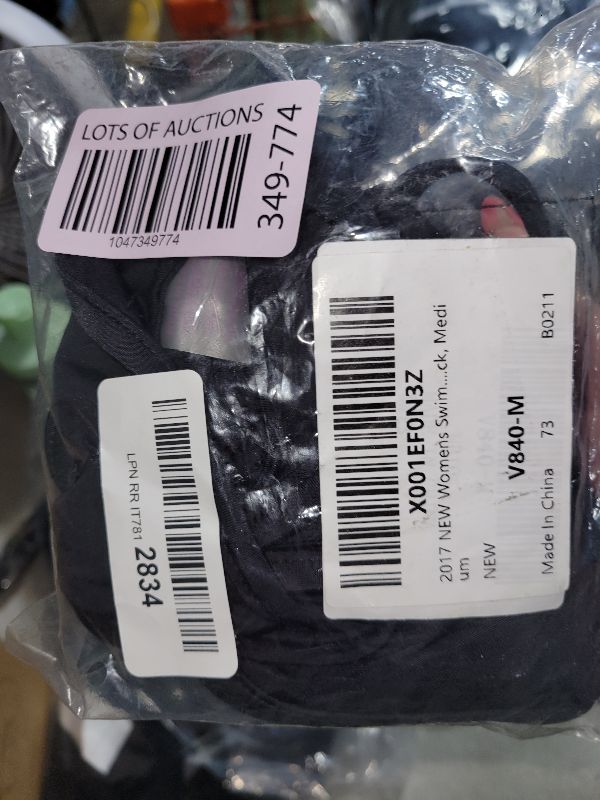 LOTS OF AUCTIONS
349-774
1047349774
LPN RR IT781 2834
X001EF0N3Z
2017 NEW Womens Swim....ck, Medi
um
NEW
V840-M
Made In China 73 B0211